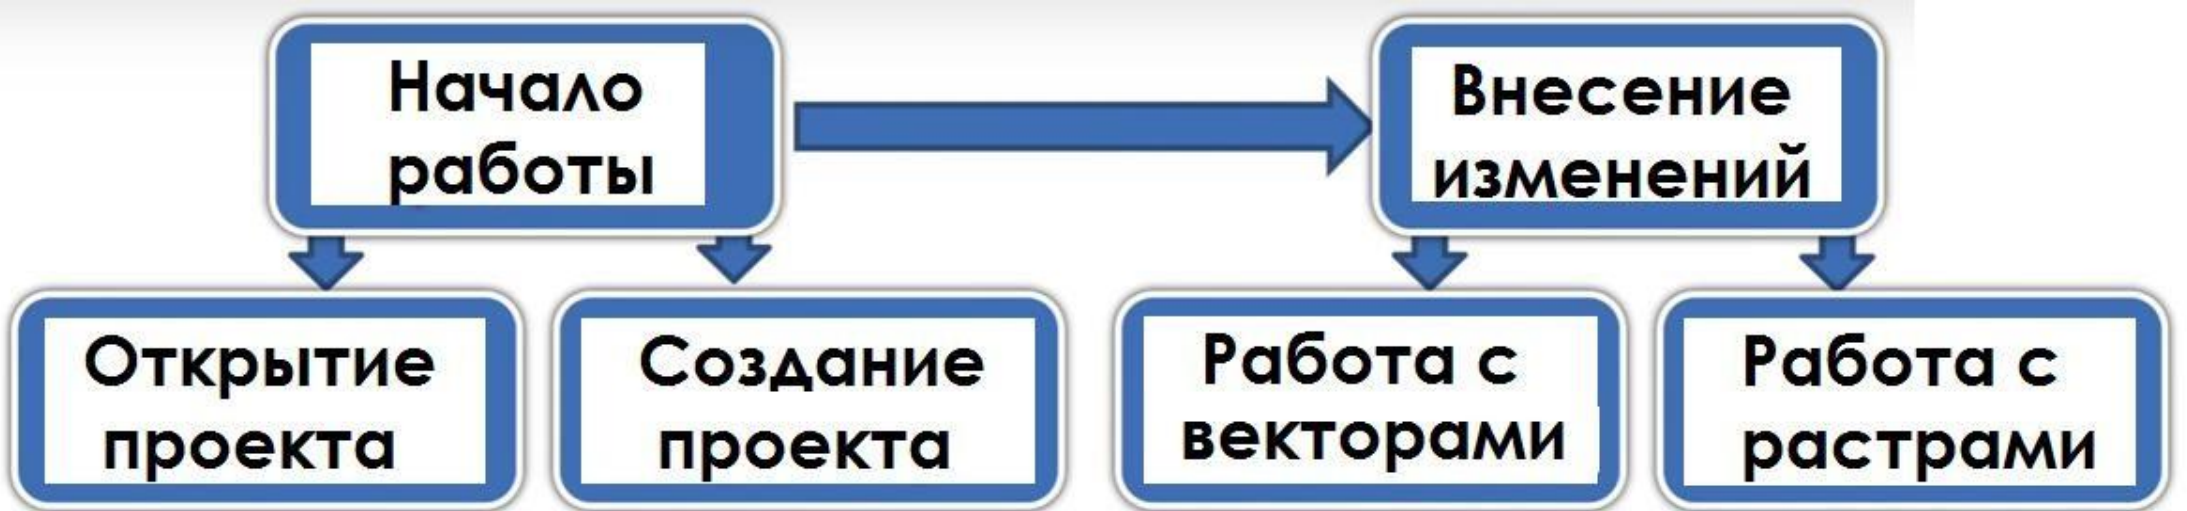 Начало
работы
Внесение
изменений
Открытие
проекта
Создание
проекта
Работа с
векторами
Работа с
растрами